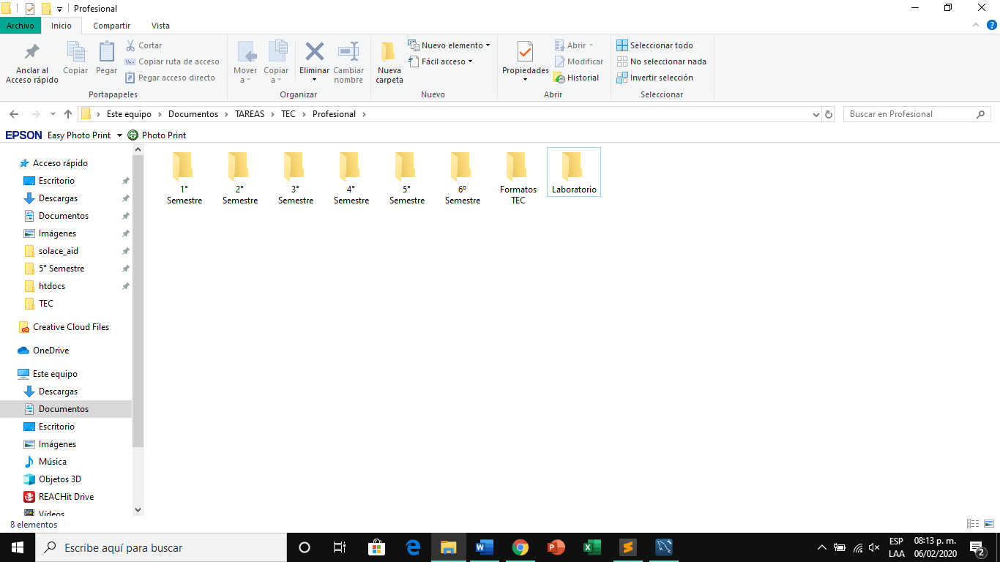 Profesional
Archivo Inicio Compartir Vista
Anclar al
Acceso rápido
Copiar
Pegar
Cortar
Copiar ruta de acceso
Pegar acceso directo
Portapapeles
Mover
a
Copiar
a
Eliminar
Cambiar
nombre
Organizar
Nueva
carpeta
Nuevo elemento
Fácil acceso
Nuevo
Propiedades
Abrir
Modificar
Historial
Abrir
Seleccionar todo
No seleccionar nada
Invertir selección
Seleccionar
Este equipo Documentos TAREAS TEC Profesional
Buscar en Profesional
EPSON Easy Photo Print Photo Print
Acceso rápido
Escritorio
Descargas
Documentos
Imágenes
solace_aid
5° Semestre
htdocs
TEC
Creative Cloud Files
OneDrive
Este equipo
Descargas
Documentos
Escritorio
Imágenes
Música
Objetos 3D
REACHit Drive
Vídeos
1°
Semestre
2°
Semestre
3°
Semestre
4°
Semestre
5°
Semestre
6º
Semestre
Formatos
TEC
Laboratorio
8 elementos
Escribe aquí para buscar
ESP
LAA
08:13 p. m.
06/02/2020
2